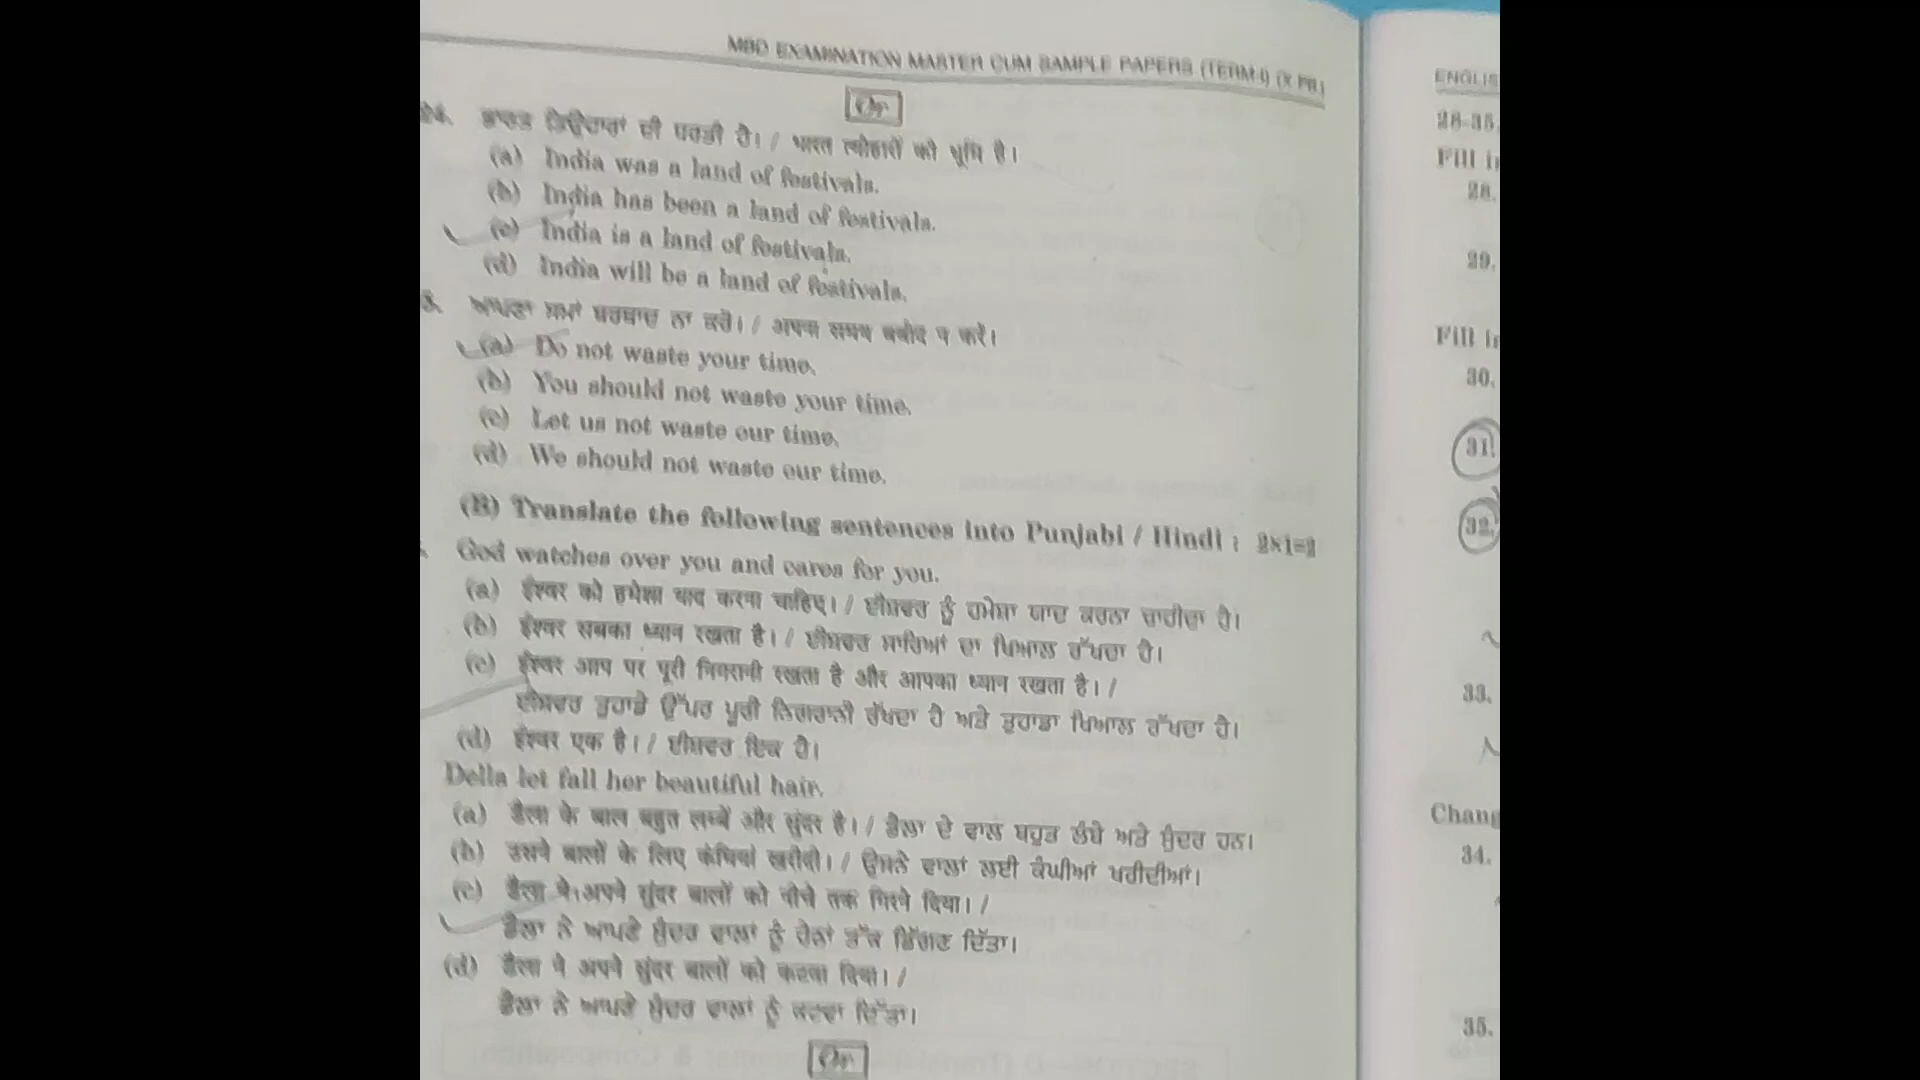 MBD EXAMINATION MASTER CUM SAMPLE PAPERS (TERM-I) (X PB.)
Or
24. ਭਾਰਤ ਤਿਉਹਾਰਾਂ ਦੀ ਧਰਤੀ ਹੈ। / भारत त्योहारों की भूमि है।
(a) India was a land of festivals.
(b) India has been a land of festivals.
(c) India is a land of festivals.
(d) India will be a land of festivals.
ਆਪਣਾ ਸਮਾਂ ਬਰਬਾਦ ਨਾ ਕਰੋ। / अपना समय बर्बाद न करें।
(a) Do not waste your time.
(b) You should not waste your time.
(c) Let us not waste our time.
(d) We should not waste our time.
(B) Translate the following sentences into Punjabi / Hindi : 2×1=2
God watches over you and cares for you.
(a) ईश्वर को हमेशा याद करना चाहिए। / ਈਸ਼ਵਰ ਨੂੰ ਹਮੇਸ਼ਾ ਯਾਦ ਕਰਨਾ ਚਾਹੀਦਾ ਹੈ।
(b) ईश्वर सबका ध्यान रखता है। / ਈਸ਼ਵਰ ਸਾਰਿਆਂ ਦਾ ਖਿਆਲ ਰੱਖਦਾ ਹੈ।
(c) ईश्वर आप पर पूरी निगरानी रखता है और आपका ध्यान रखता है। /
ਈਸ਼ਵਰ ਤੁਹਾਡੇ ਉੱਪਰ ਪੂਰੀ ਨਿਗਰਾਨੀ ਰੱਖਦਾ ਹੈ ਅਤੇ ਤੁਹਾਡਾ ਖਿਆਲ ਰੱਖਦਾ ਹੈ।
(d) ईश्वर एक है। / ਈਸ਼ਵਰ ਇਕ ਹੈ।
Della let fall her beautiful hair.
(a) डैला के बाल बहुत लम्बे और सुंदर है। / ਡੈਲਾ ਦੇ ਵਾਲ ਬਹੁਤ ਲੰਬੇ ਅਤੇ ਸੁੰਦਰ ਹਨ।
(b) उसने बालों के लिए कंघियां खरीदी। / ਉਸਨੇ ਵਾਲਾਂ ਲਈ ਕੰਘੀਆਂ ਖਰੀਦੀਆਂ।
(c) डैला ने अपने सुंदर बालों को नीचे तक गिरने दिया। /
ਡੈਲਾ ਨੇ ਆਪਣੇ ਸੁੰਦਰ ਵਾਲਾਂ ਨੂੰ ਹੇਠਾਂ ਤੱਕ ਡਿੱਗਣ ਦਿੱਤਾ।
(d) डैला ने अपने सुंदर बालों को कटवा दिया। /
ਡੈਲਾ ਨੇ ਆਪਣੇ ਸੁੰਦਰ ਵਾਲਾਂ ਨੂੰ ਕਟਵਾ ਦਿੱਤਾ।
Or
ENGLIS
28-35.
Fill i
28.
29.
Fill i
30.
31.
32.
33.
Chang
34.
35.